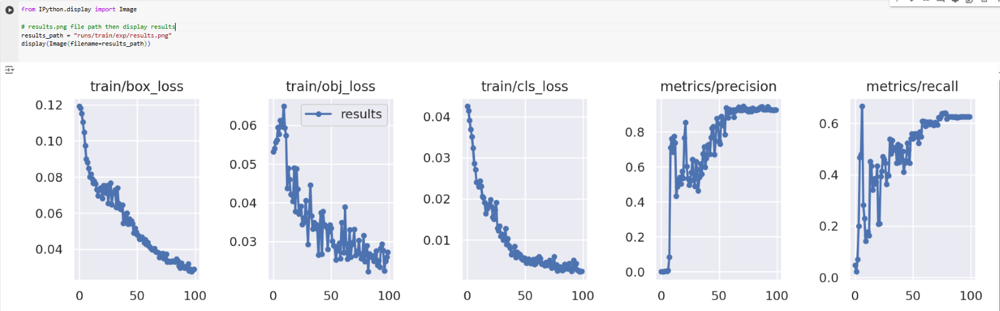 from IPython.display import Image
# results.png file path then display results
results_path = "runs/train/exp/results.png"
display(Image(filename=results_path))
train/box_loss
train/obj_loss
train/cls_loss
metrics/precision
metrics/recall
results
0.12
0.10
0.08
0.06
0.04
0 50 100
0.06
0.05
0.04
0.03
0 50 100
0.04
0.03
0.02
0.01
0 50 100
0.8
0.6
0.4
0.2
0.0
0 50 100
0.6
0.4
0.2
0.0
0 50 100